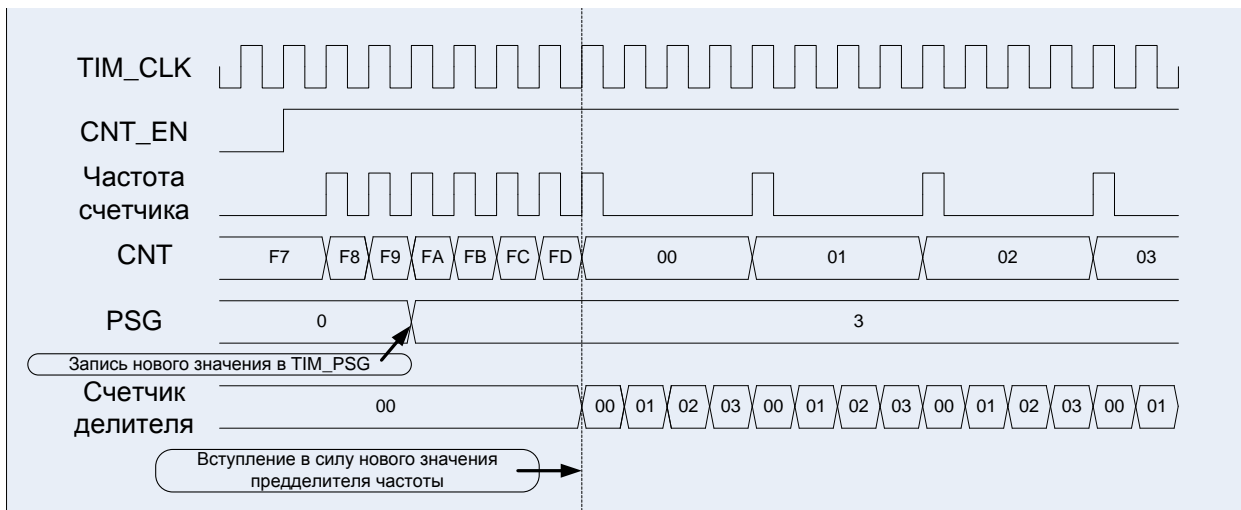 TIM_CLK
CNT_EN
Частота
счетчика
CNT
F7 F8 F9 FA FB FC FD 00 01 02 03
PSG
0 3
Запись нового значения в TIM_PSG
Счетчик
делителя
00 00 01 02 03 00 01 02 03 00 01 02 03 00 01
Вступление в силу нового значения
предделителя частоты